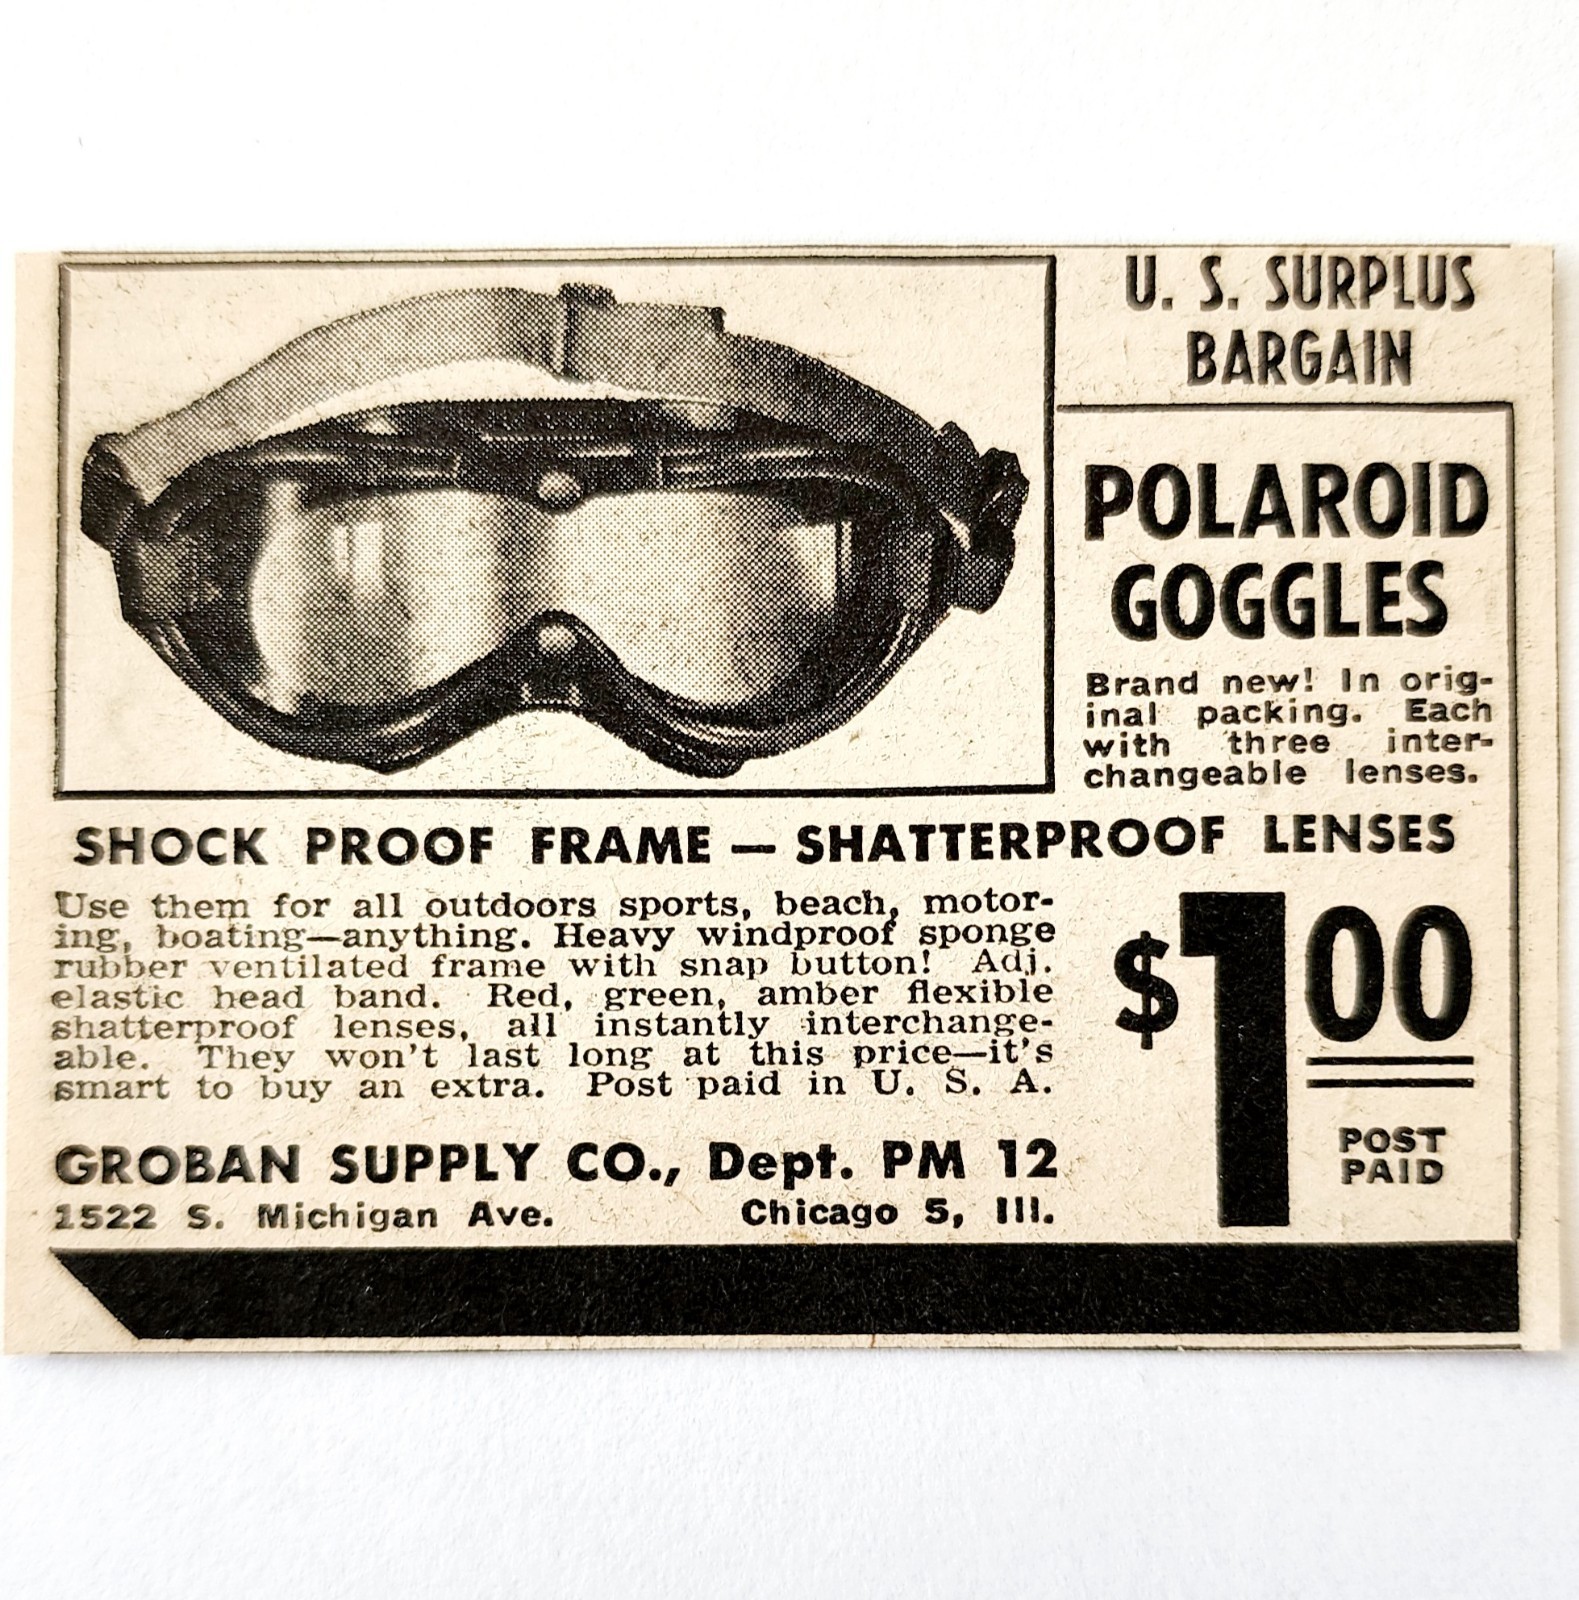 U. S. SURPLUS
BARGAIN
POLAROID
GOGGLES
Brand new! In orig-
inal packing. Each
with three inter-
changeable lenses.
SHOCK PROOF FRAME — SHATTERPROOF LENSES
Use them for all outdoors sports, beach, motor-
ing, boating—anything. Heavy windproof sponge
rubber ventilated frame with snap button! Adj.
elastic head band. Red, green, amber flexible
shatterproof lenses, all instantly interchange-
able. They won't last long at this price—it's
smart to buy an extra. Post paid in U. S. A.
$1 00
POST
PAID
GROBAN SUPPLY CO., Dept. PM 12
1522 S. Michigan Ave. Chicago 5, Ill.